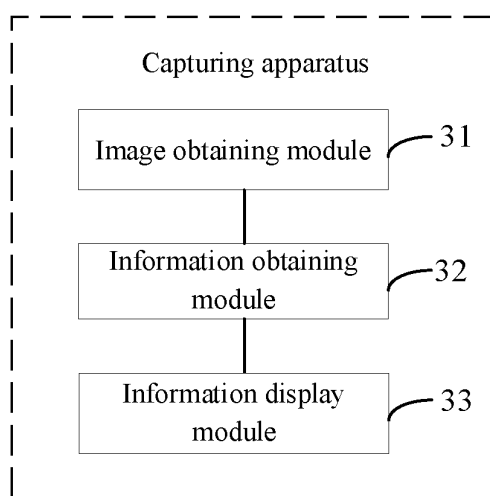 Capturing apparatus
Image obtaining module
31
Information obtaining
module
32
Information display
module
33